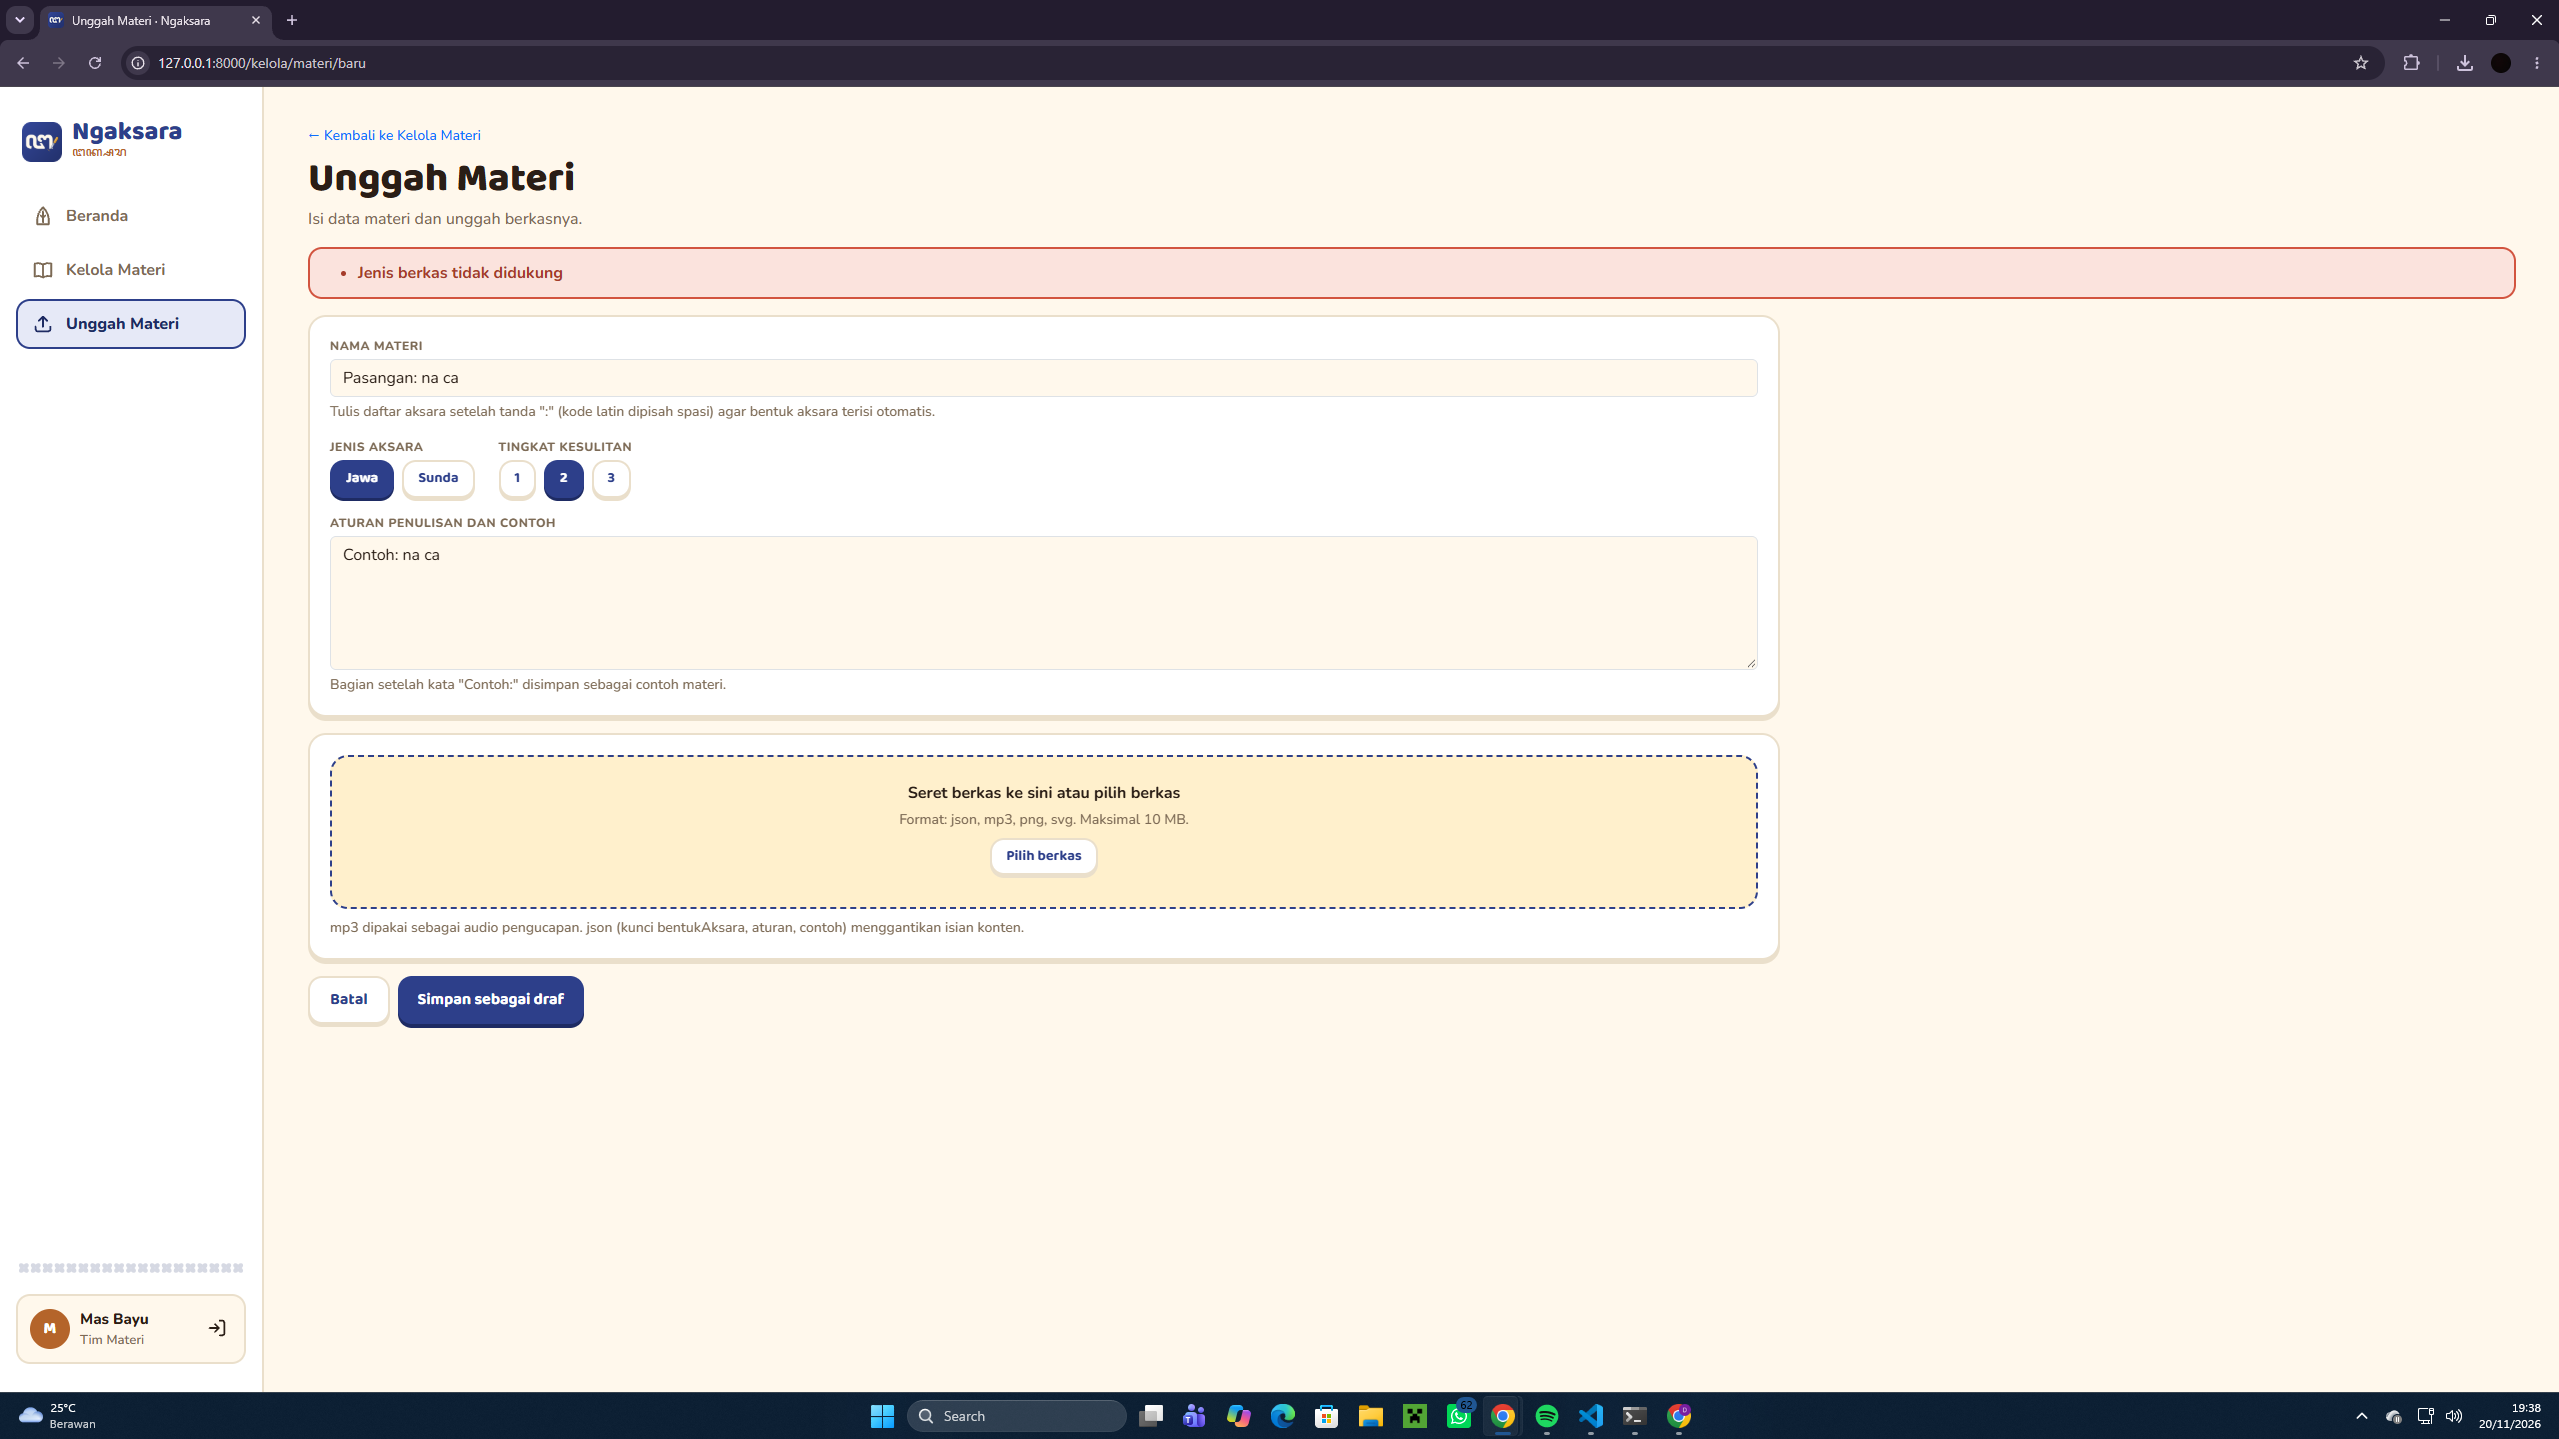 Unggah Materi · Ngaksara
127.0.0.1:8000/kelola/materi/baru
Ngaksara
Beranda
Kelola Materi
Unggah Materi
← Kembali ke Kelola Materi
Unggah Materi
Isi data materi dan unggah berkasnya.
• Jenis berkas tidak didukung
NAMA MATERI
Pasangan: na ca
Tulis daftar aksara setelah tanda ":" (kode latin dipisah spasi) agar bentuk aksara terisi otomatis.
JENIS AKSARA TINGKAT KESULITAN
Jawa Sunda 1 2 3
ATURAN PENULISAN DAN CONTOH
Contoh: na ca
Bagian setelah kata "Contoh:" disimpan sebagai contoh materi.
Seret berkas ke sini atau pilih berkas
Format: json, mp3, png, svg. Maksimal 10 MB.
Pilih berkas
mp3 dipakai sebagai audio pengucapan. json (kunci bentukAksara, aturan, contoh) menggantikan isian konten.
Batal Simpan sebagai draf
M
Mas Bayu
Tim Materi
25°C
Berawan
Search
62
19:38
20/11/2026